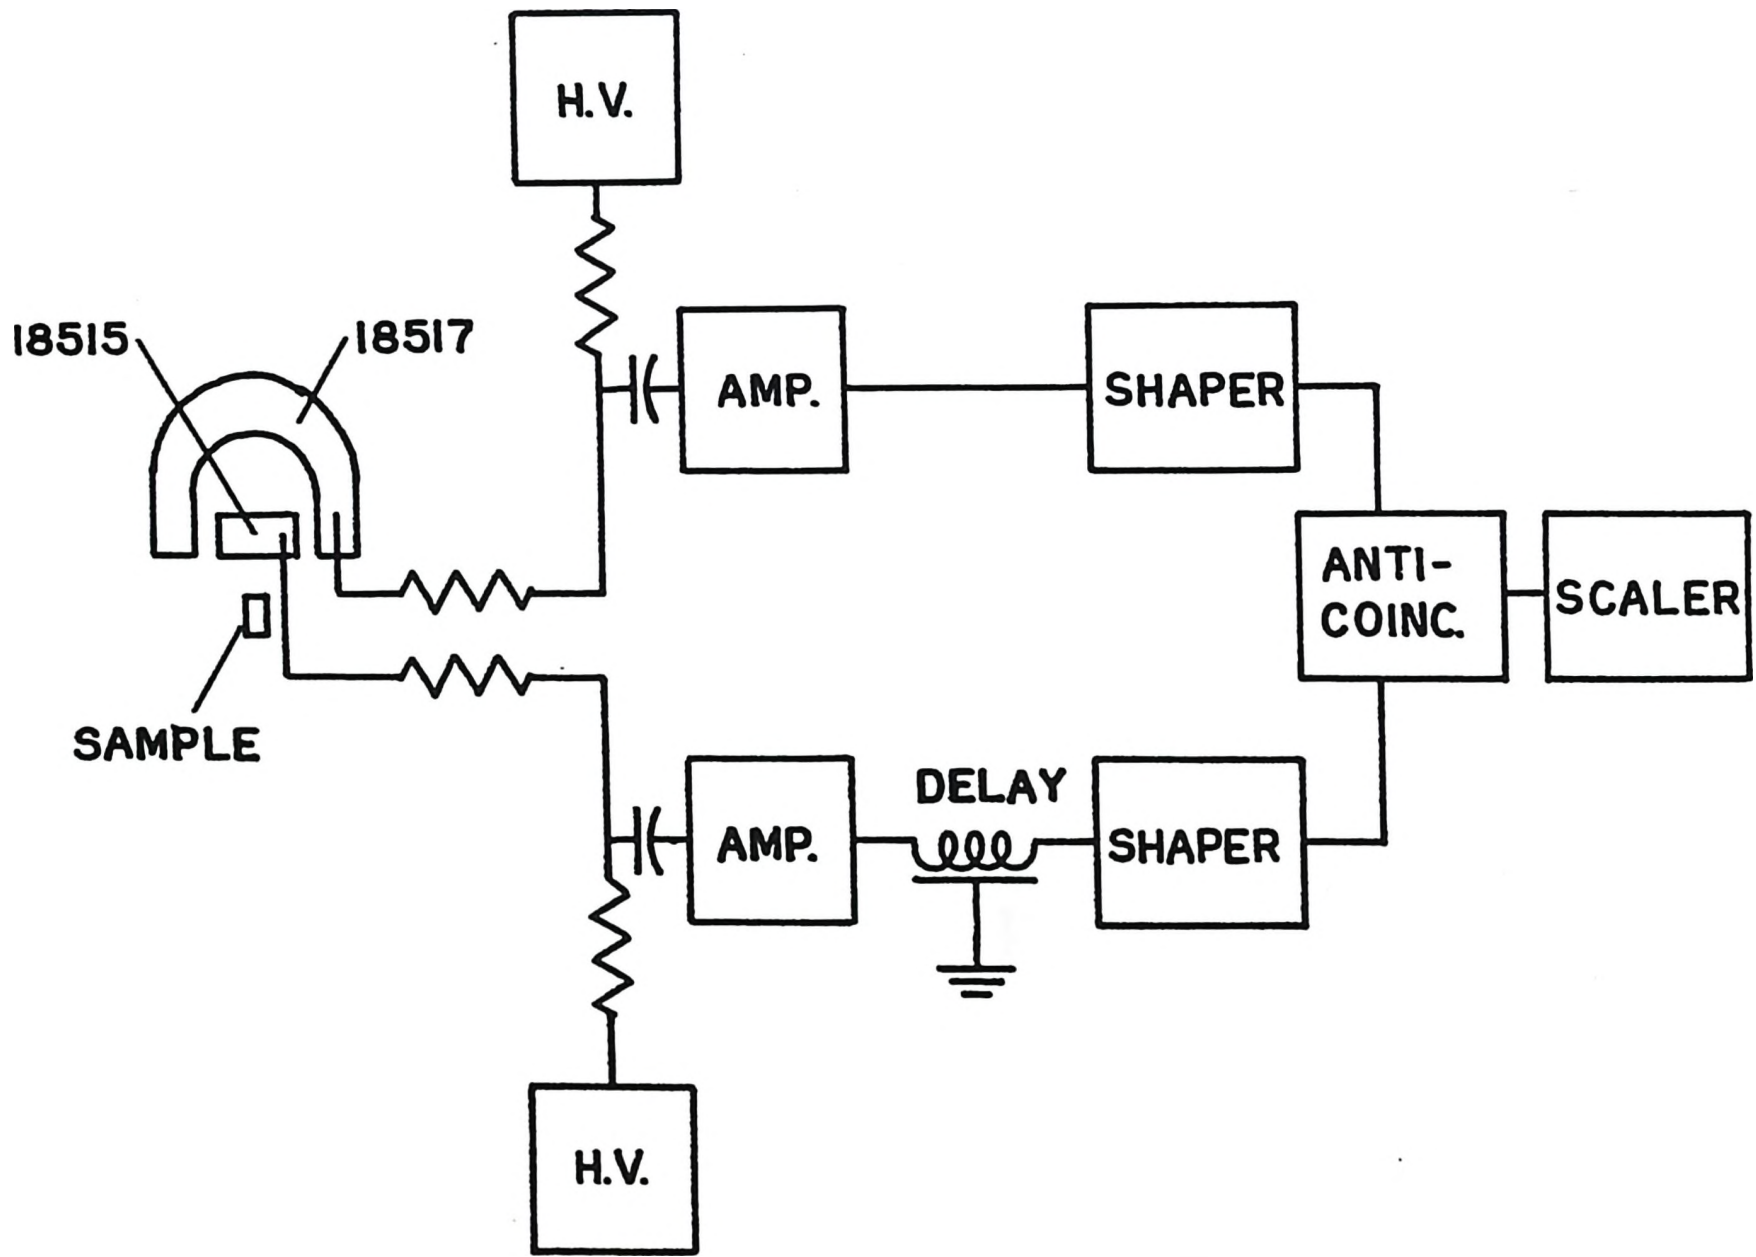 H.V.
18515
18517
AMP.
SHAPER
ANTI-
COINC.
SCALER
SAMPLE
DELAY
AMP.
SHAPER
H.V.